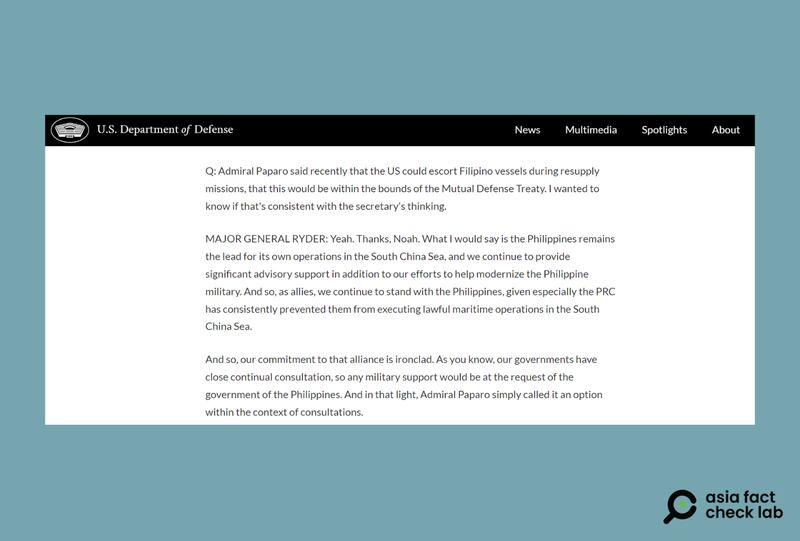 U.S. Department of Defense
News Multimedia Spotlights About
Q: Admiral Paparo said recently that the US could escort Filipino vessels during resupply
missions, that this would be within the bounds of the Mutual Defense Treaty. I wanted to
know if that's consistent with the secretary's thinking.
MAJOR GENERAL RYDER: Yeah. Thanks, Noah. What I would say is the Philippines remains
the lead for its own operations in the South China Sea, and we continue to provide
significant advisory support in addition to our efforts to help modernize the Philippine
military. And so, as allies, we continue to stand with the Philippines, given especially the PRC
has consistently prevented them from executing lawful maritime operations in the South
China Sea.
And so, our commitment to that alliance is ironclad. As you know, our governments have
close continual consultation, so any military support would be at the request of the
government of the Philippines. And in that light, Admiral Paparo simply called it an option
within the context of consultations.
asia fact
check lab